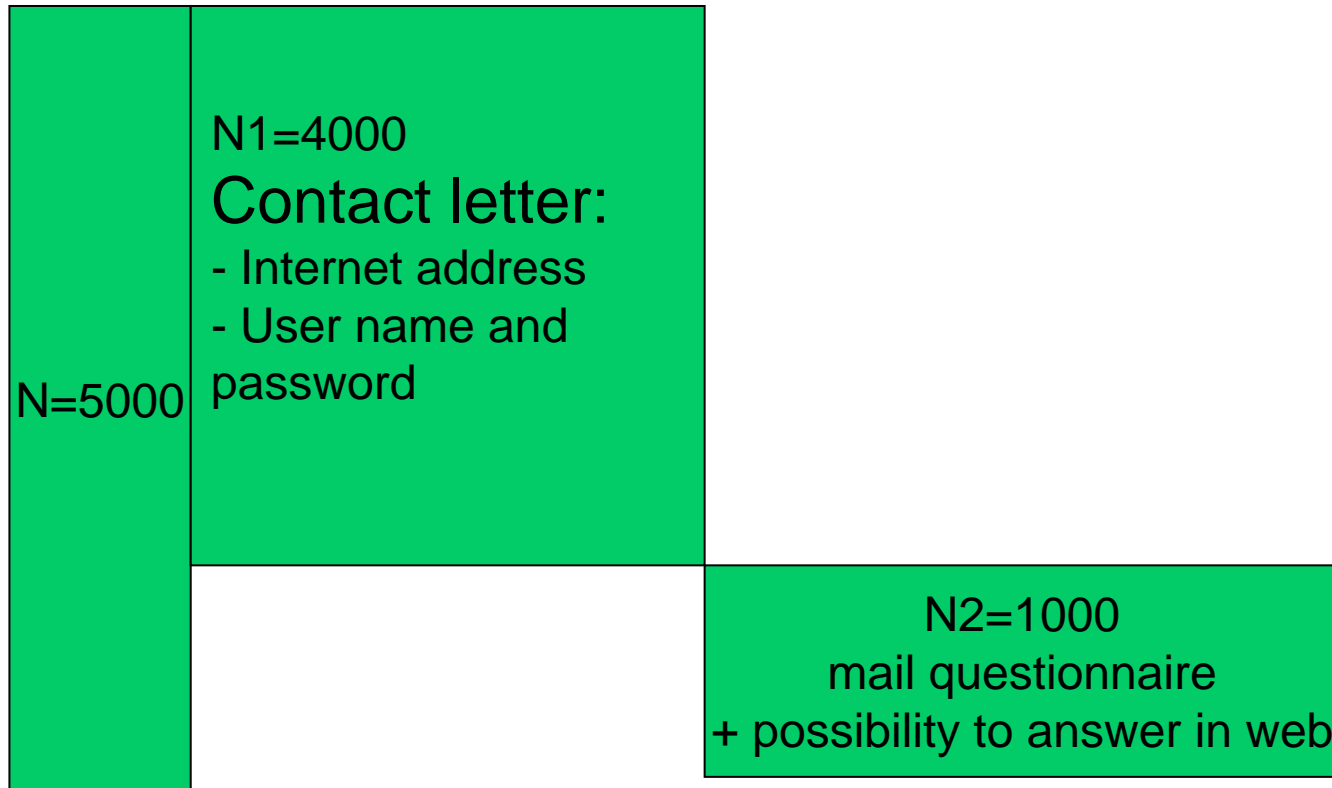 N=5000
N1=4000
Contact letter:
- Internet address
- User name and
password
N2=1000
mail questionnaire
+ possibility to answer in web